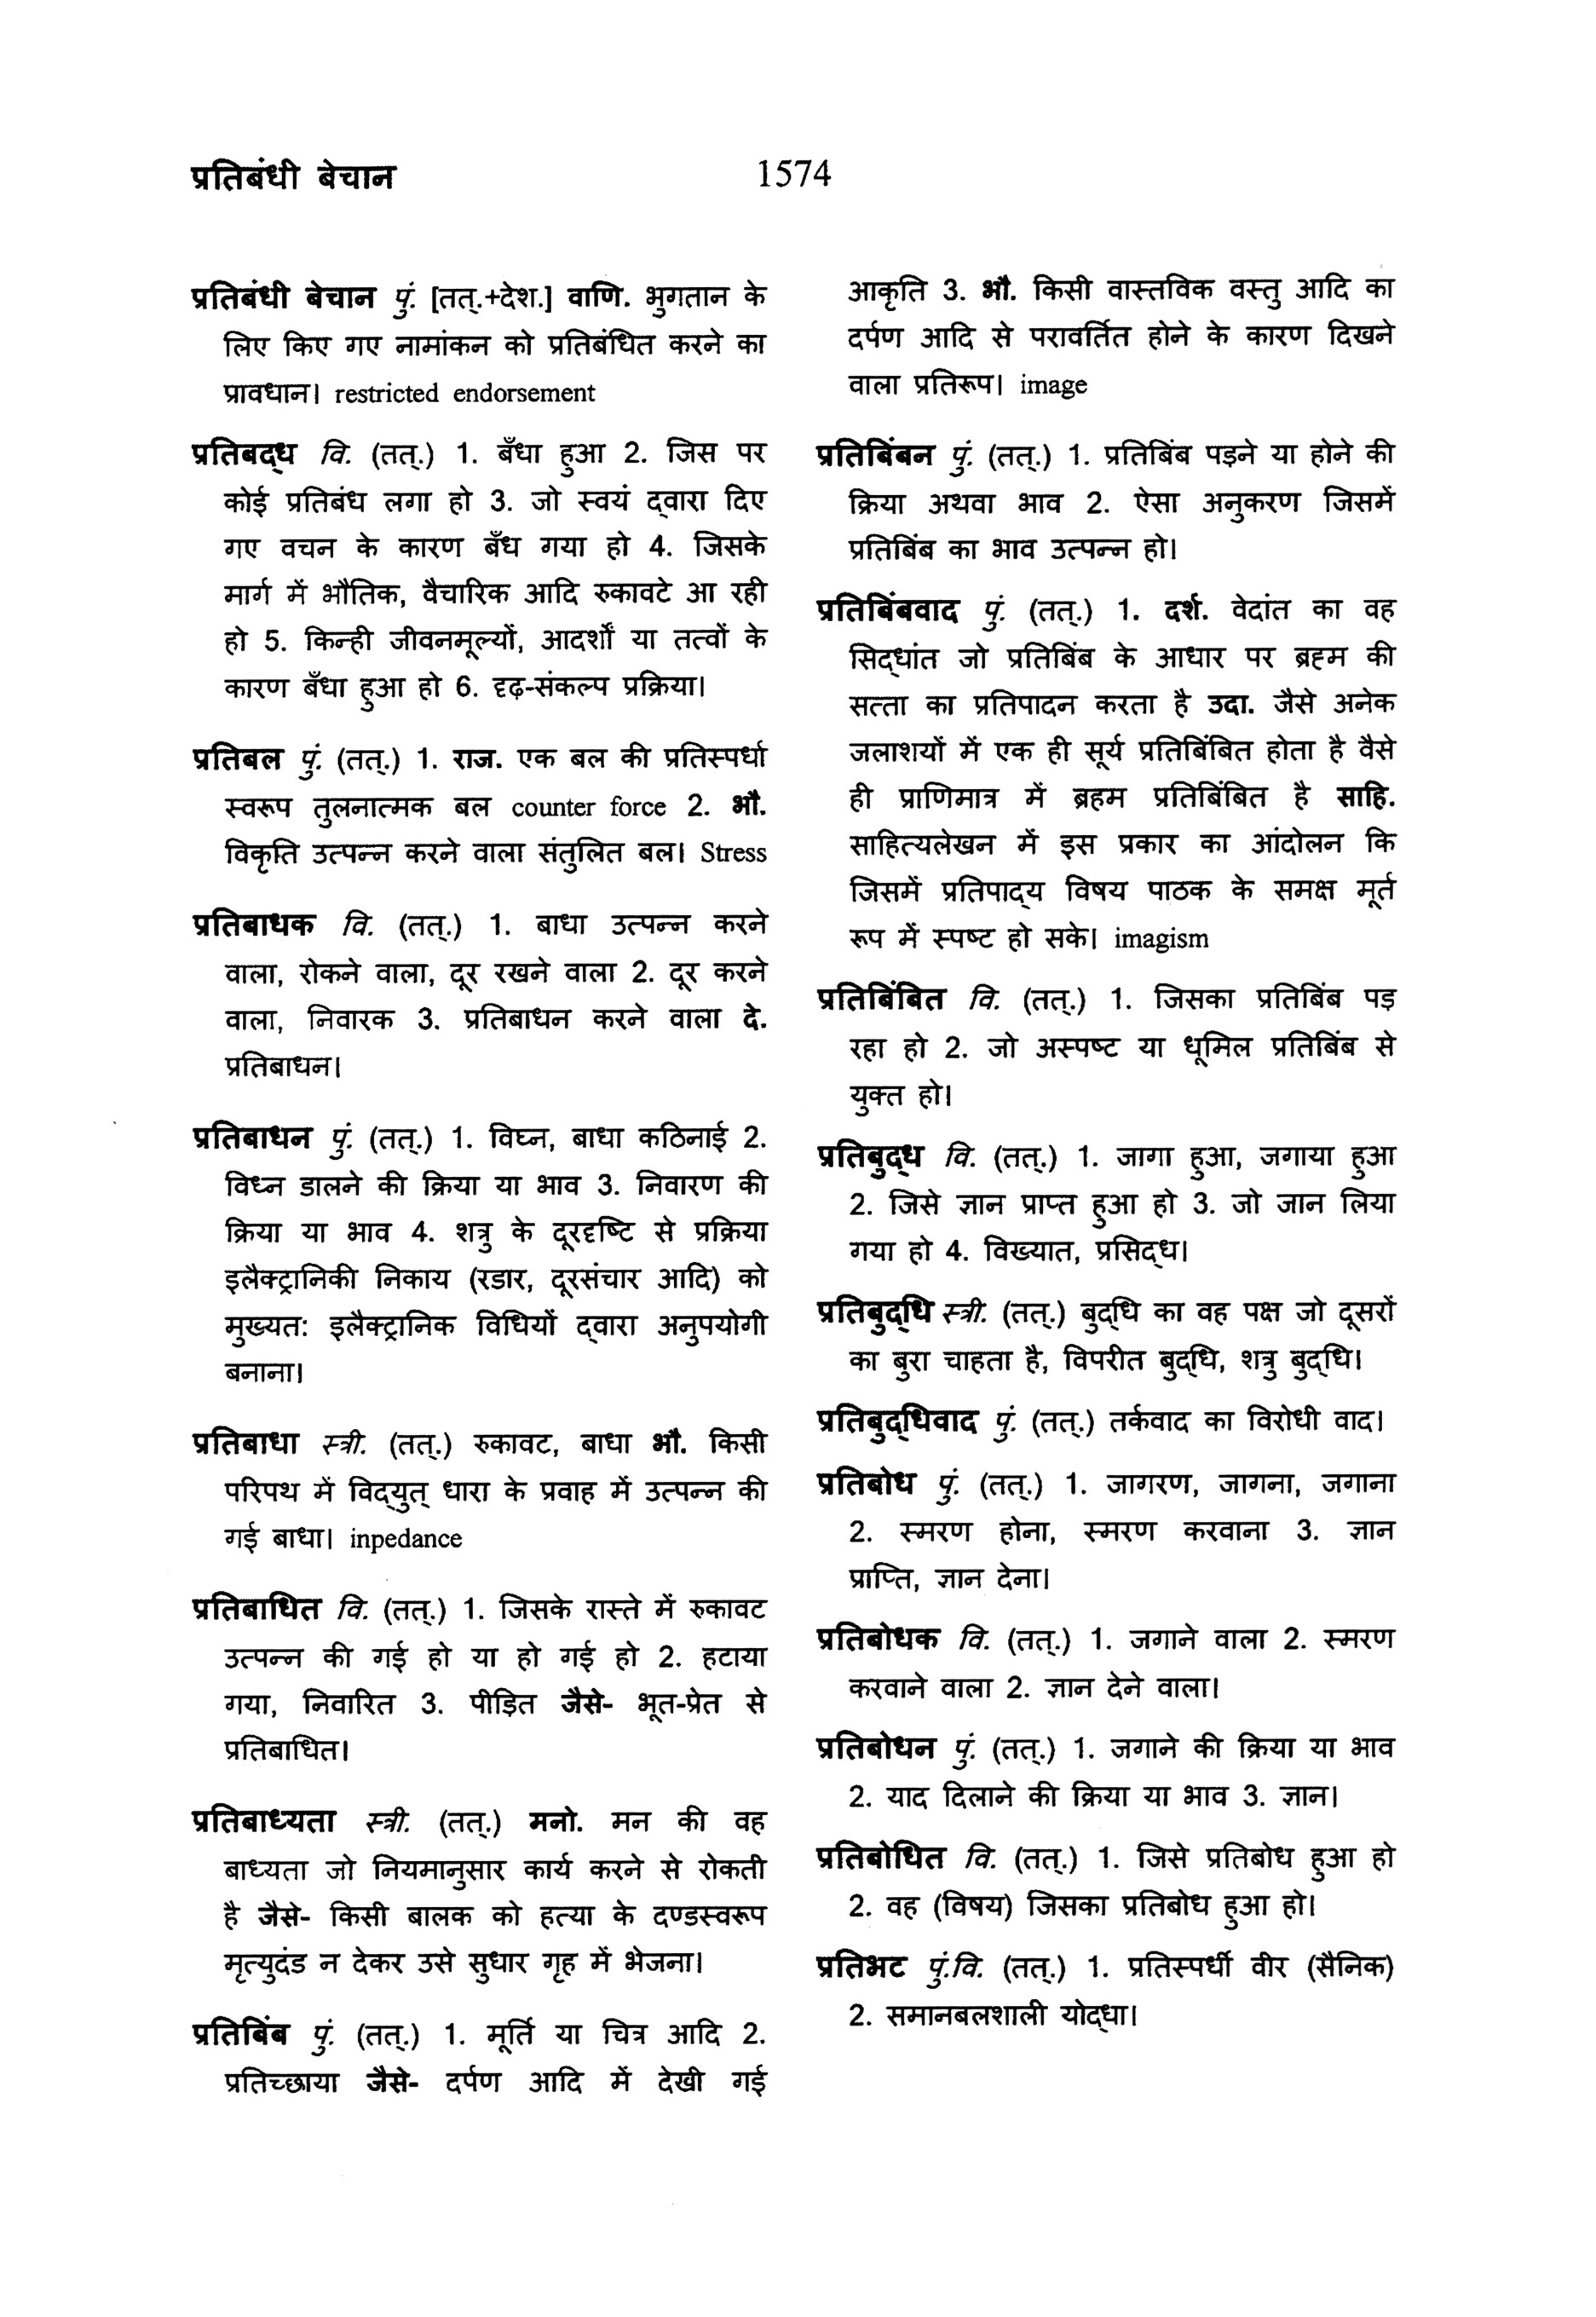 प्रतिबंधी बेचान
1574
प्रतिबंधी बेचान पुं. [तत्.+देश.] वाणि. भुगतान के
लिए किए गए नामांकन को प्रतिबंधित करने का
प्रावधान। restricted endorsement
प्रतिबद्ध वि. (तत्.) 1. बँधा हुआ 2. जिस पर
कोई प्रतिबंध लगा हो 3. जो स्वयं द्वारा दिए
गए वचन के कारण बँध गया हो 4. जिसके
मार्ग में भौतिक, वैचारिक आदि रुकावटे आ रही
हो 5. किन्ही जीवनमूल्यों, आदर्शों या तत्वों के
कारण बँधा हुआ हो 6. दृढ़-संकल्प प्रक्रिया।
प्रतिबल पुं. (तत्.) 1. राज. एक बल की प्रतिस्पर्धा
स्वरूप तुलनात्मक बल counter force 2. भौ.
विकृति उत्पन्न करने वाला संतुलित बल। Stress
प्रतिबाधक वि. (तत्.) 1. बाधा उत्पन्न करने
वाला, रोकने वाला, दूर रखने वाला 2. दूर करने
वाला, निवारक 3. प्रतिबाधन करने वाला दे.
प्रतिबाधन।
प्रतिबाधन पुं. (तत्.) 1. विघ्न, बाधा कठिनाई 2.
विध्न डालने की क्रिया या भाव 3. निवारण की
क्रिया या भाव 4. शत्रु के दूरदृष्टि से प्रक्रिया
इलैक्ट्रानिकी निकाय (रडार, दूरसंचार आदि) को
मुख्यत: इलैक्ट्रानिक विधियों द्वारा अनुपयोगी
बनाना।
प्रतिबाधा स्त्री. (तत्.) रुकावट, बाधा भौ. किसी
परिपथ में विद्युत् धारा के प्रवाह में उत्पन्न की
गई बाधा। inpedance
प्रतिबाधित वि. (तत्.) 1. जिसके रास्ते में रुकावट
उत्पन्न की गई हो या हो गई हो 2. हटाया
गया, निवारित 3. पीड़ित जैसे- भूत-प्रेत से
प्रतिबाधित।
प्रतिबाध्यता स्त्री. (तत्.) मनो. मन की वह
बाध्यता जो नियमानुसार कार्य करने से रोकती
है जैसे- किसी बालक को हत्या के दण्डस्वरूप
मृत्युदंड न देकर उसे सुधार गृह में भेजना।
प्रतिबिंब पुं. (तत्.) 1. मूर्ति या चित्र आदि 2.
प्रतिच्छाया जैसे- दर्पण आदि में देखी गई
आकृति 3. भौ. किसी वास्तविक वस्तु आदि का
दर्पण आदि से परावर्तित होने के कारण दिखने
वाला प्रतिरूप। image
प्रतिबिंबन पुं. (तत्.) 1. प्रतिबिंब पड़ने या होने की
क्रिया अथवा भाव 2. ऐसा अनुकरण जिसमें
प्रतिबिंब का भाव उत्पन्न हो।
प्रतिबिंबवाद पुं. (तत्.) 1. दर्श. वेदांत का वह
सिद्धांत जो प्रतिबिंब के आधार पर ब्रह्म की
सत्ता का प्रतिपादन करता है उदा. जैसे अनेक
जलाशयों में एक ही सूर्य प्रतिबिंबित होता है वैसे
ही प्राणिमात्र में ब्रहम प्रतिबिंबित है साहि.
साहित्यलेखन में इस प्रकार का आंदोलन कि
जिसमें प्रतिपाद्य विषय पाठक के समक्ष मूर्त
रूप में स्पष्ट हो सके। imagism
प्रतिबिंबित वि. (तत्.) 1. जिसका प्रतिबिंब पड़
रहा हो 2. जो अस्पष्ट या धूमिल प्रतिबिंब से
युक्त हो।
प्रतिबुद्ध वि. (तत्.) 1. जागा हुआ, जगाया हुआ
2. जिसे ज्ञान प्राप्त हुआ हो 3. जो जान लिया
गया हो 4. विख्यात, प्रसिद्ध।
प्रतिबुद्धि स्त्री. (तत्.) बुद्धि का वह पक्ष जो दूसरों
का बुरा चाहता है, विपरीत बुद्धि, शत्रु बुद्धि।
प्रतिबुद्धिवाद पुं. (तत्.) तर्कवाद का विरोधी वाद।
प्रतिबोध पुं. (तत्.) 1. जागरण, जागना, जगाना
2. स्मरण होना, स्मरण करवाना 3. ज्ञान
प्राप्ति, ज्ञान देना।
प्रतिबोधक वि. (तत्.) 1. जगाने वाला 2. स्मरण
करवाने वाला 2. ज्ञान देने वाला।
प्रतिबोधन पुं. (तत्.) 1. जगाने की क्रिया या भाव
2. याद दिलाने की क्रिया या भाव 3. ज्ञान।
प्रतिबोधित वि. (तत्.) 1. जिसे प्रतिबोध हुआ हो
2. वह (विषय) जिसका प्रतिबोध हुआ हो।
प्रतिभट पुं.वि. (तत्.) 1. प्रतिस्पर्धी वीर (सैनिक)
2. समानबलशाली योद्धा।